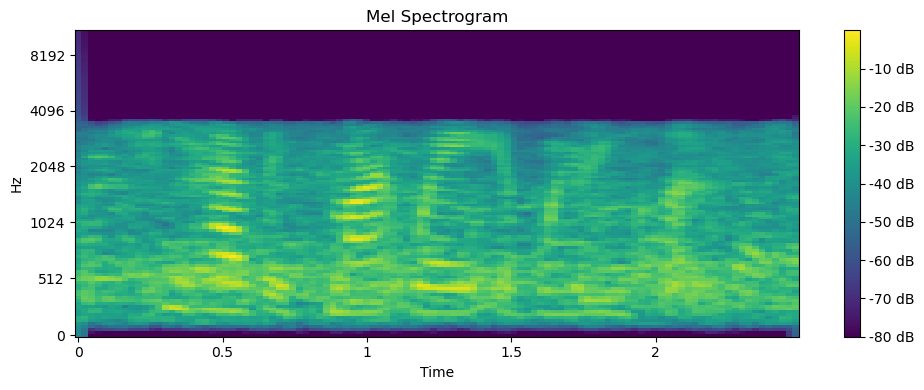 Mel Spectrogram
Hz
8192
4096
2048
1024
512
0
0
0.5
1
1.5
2
Time
-10 dB
-20 dB
-30 dB
-40 dB
-50 dB
-60 dB
-70 dB
-80 dB